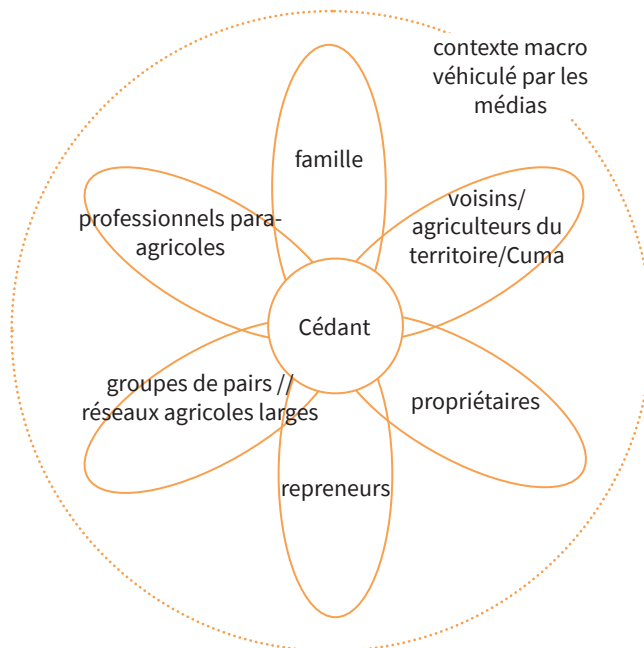 contexte macro
véhiculé par les
médias
famille
voisins/
agriculteurs du
territoire/Cuma
professionnels para-
agricoles
Cédant
groupes de pairs //
réseaux agricoles larges
propriétaires
repreneurs